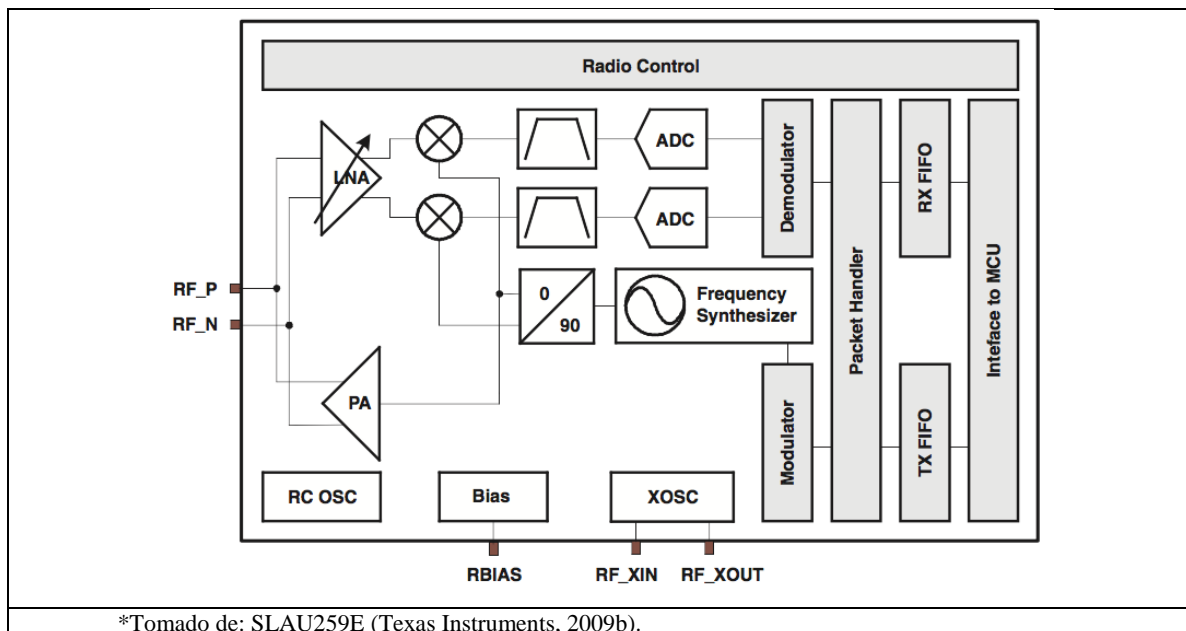 Radio Control
LNA
ADC
ADC
Demodulator
Packet Handler
RX FIFO
Inteface to MCU
RF_P
RF_N
0
90
Frequency
Synthesizer
PA
Modulator
TX FIFO
RC OSC
Bias
XOSC
RBIAS
RF_XIN
RF_XOUT
*Tomado de: SLAU259E (Texas Instruments, 2009b).